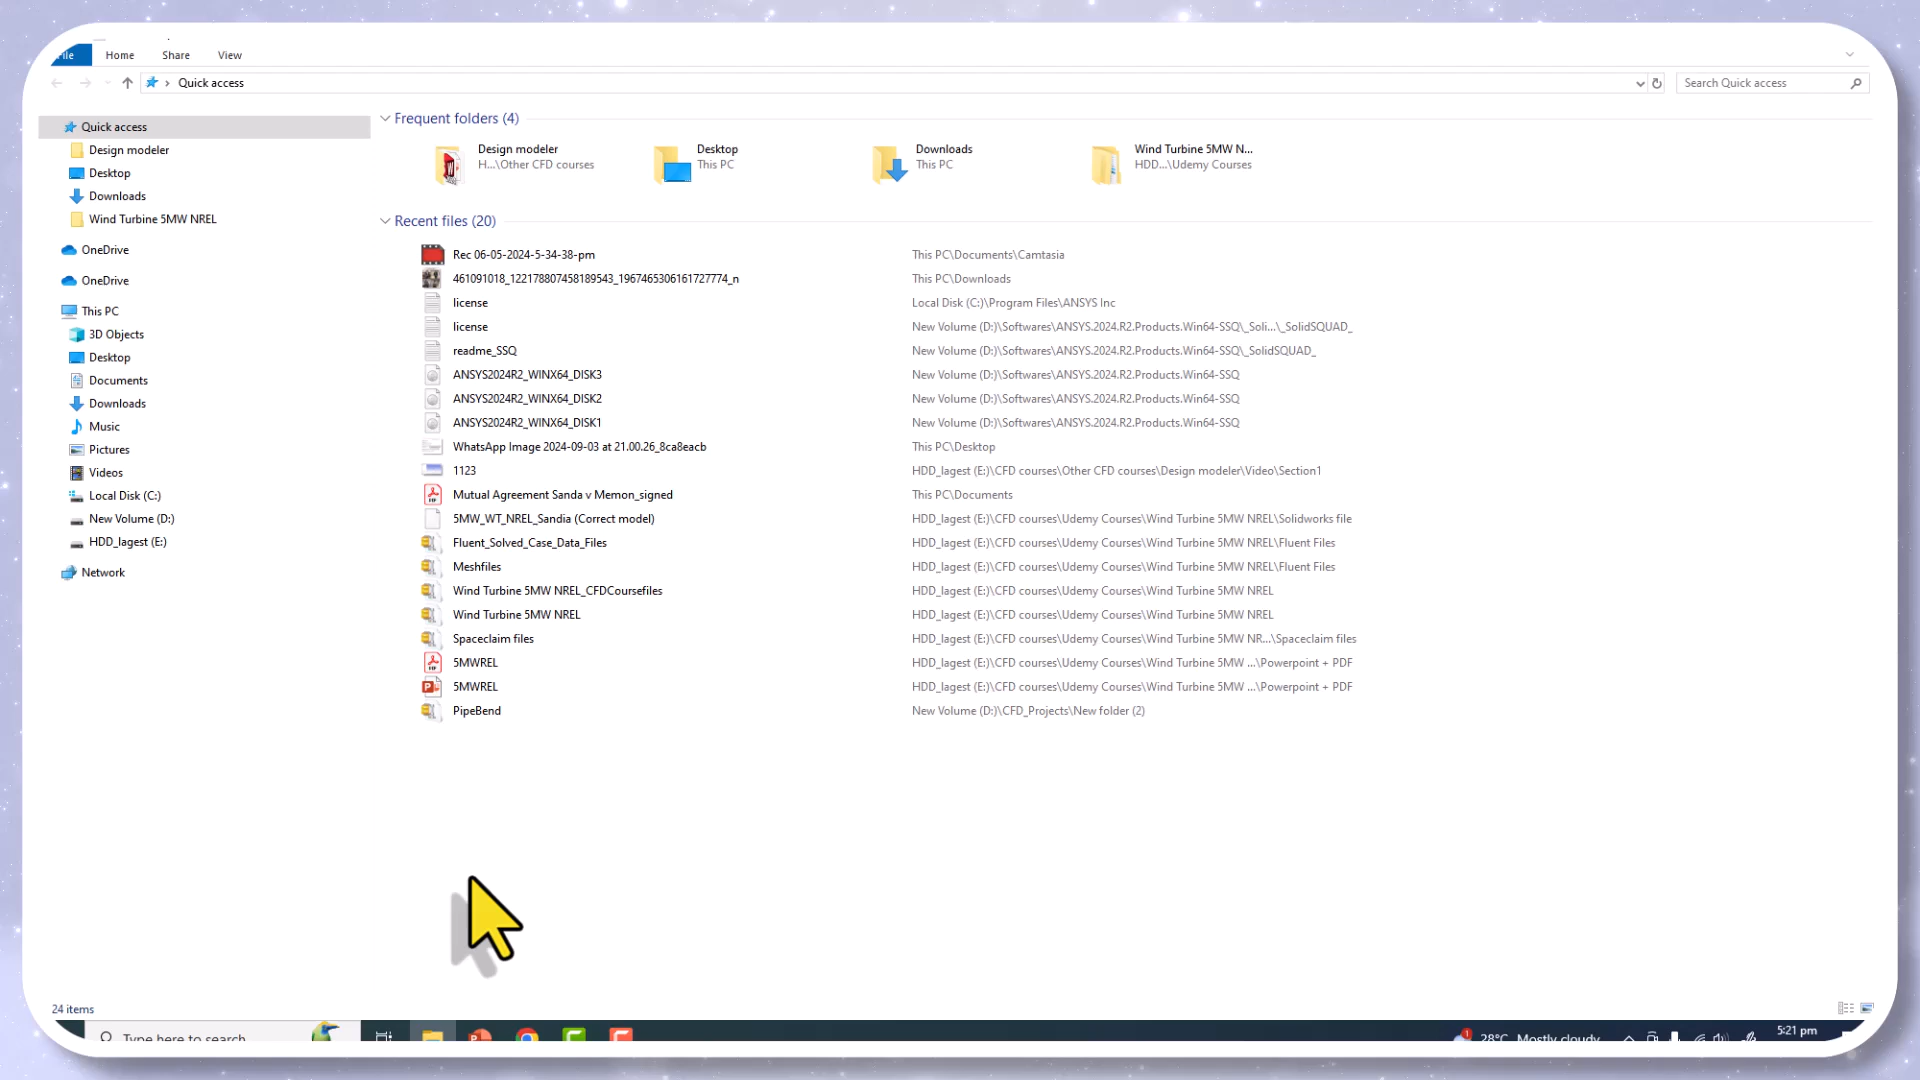 File Home Share View
Quick access Search Quick access
Quick access
Design modeler
Desktop
Downloads
Wind Turbine 5MW NREL
OneDrive
OneDrive
This PC
3D Objects
Desktop
Documents
Downloads
Music
Pictures
Videos
Local Disk (C:)
New Volume (D:)
HDD_lagest (E:)
Network
Frequent folders (4)
Design modeler
H...\Other CFD courses
Desktop
This PC
Downloads
This PC
Wind Turbine 5MW N...
HDD...\Udemy Courses
Recent files (20)
Rec 06-05-2024-5-34-38-pm This PC\Documents\Camtasia
461091018_122178807458189543_1967465306161727774_n This PC\Downloads
license Local Disk (C:)\Program Files\ANSYS Inc
license New Volume (D:)\Softwares\ANSYS.2024.R2.Products.Win64-SSQ\_Soli...\_SolidSQUAD_
readme_SSQ New Volume (D:)\Softwares\ANSYS.2024.R2.Products.Win64-SSQ\_SolidSQUAD_
ANSYS2024R2_WINX64_DISK3 New Volume (D:)\Softwares\ANSYS.2024.R2.Products.Win64-SSQ
ANSYS2024R2_WINX64_DISK2 New Volume (D:)\Softwares\ANSYS.2024.R2.Products.Win64-SSQ
ANSYS2024R2_WINX64_DISK1 New Volume (D:)\Softwares\ANSYS.2024.R2.Products.Win64-SSQ
WhatsApp Image 2024-09-03 at 21.00.26_8ca8eacb This PC\Desktop
1123 HDD_lagest (E:)\CFD courses\Other CFD courses\Design modeler\Video\Section1
Mutual Agreement Sanda v Memon_signed This PC\Documents
5MW_WT_NREL_Sandia (Correct model) HDD_lagest (E:)\CFD courses\Udemy Courses\Wind Turbine 5MW NREL\Solidworks file
Fluent_Solved_Case_Data_Files HDD_lagest (E:)\CFD courses\Udemy Courses\Wind Turbine 5MW NREL\Fluent Files
Meshfiles HDD_lagest (E:)\CFD courses\Udemy Courses\Wind Turbine 5MW NREL\Fluent Files
Wind Turbine 5MW NREL_CFDCoursefiles HDD_lagest (E:)\CFD courses\Udemy Courses\Wind Turbine 5MW NREL
Wind Turbine 5MW NREL HDD_lagest (E:)\CFD courses\Udemy Courses\Wind Turbine 5MW NREL
Spaceclaim files HDD_lagest (E:)\CFD courses\Udemy Courses\Wind Turbine 5MW NR...\Spaceclaim files
5MWREL HDD_lagest (E:)\CFD courses\Udemy Courses\Wind Turbine 5MW ...\Powerpoint + PDF
5MWREL HDD_lagest (E:)\CFD courses\Udemy Courses\Wind Turbine 5MW ...\Powerpoint + PDF
PipeBend New Volume (D:)\CFD_Projects\New folder (2)
24 items
Type here to search 1 28°C Mostly cloudy 5:21 pm